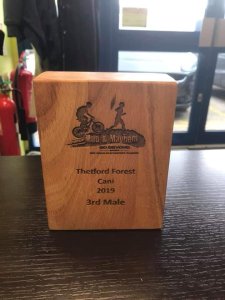 Mud & Mayhem
Thetford Forest
Cani
2019
3rd Male